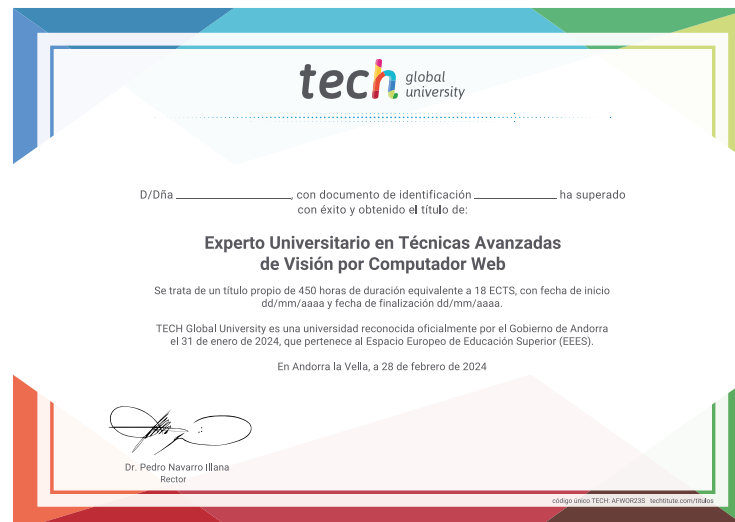 tech global university
D/Dña ____________________, con documento de identificación ______________ ha superado
con éxito y obtenido el título de:
Experto Universitario en Técnicas Avanzadas
de Visión por Computador Web
Se trata de un título propio de 450 horas de duración equivalente a 18 ECTS, con fecha de inicio
dd/mm/aaaa y fecha de finalización dd/mm/aaaa.
TECH Global University es una universidad reconocida oficialmente por el Gobierno de Andorra
el 31 de enero de 2024, que pertenece al Espacio Europeo de Educación Superior (EEES).
En Andorra la Vella, a 28 de febrero de 2024
Dr. Pedro Navarro Illana
Rector
código único TECH: AFWOR23S techtitute.com/titulos